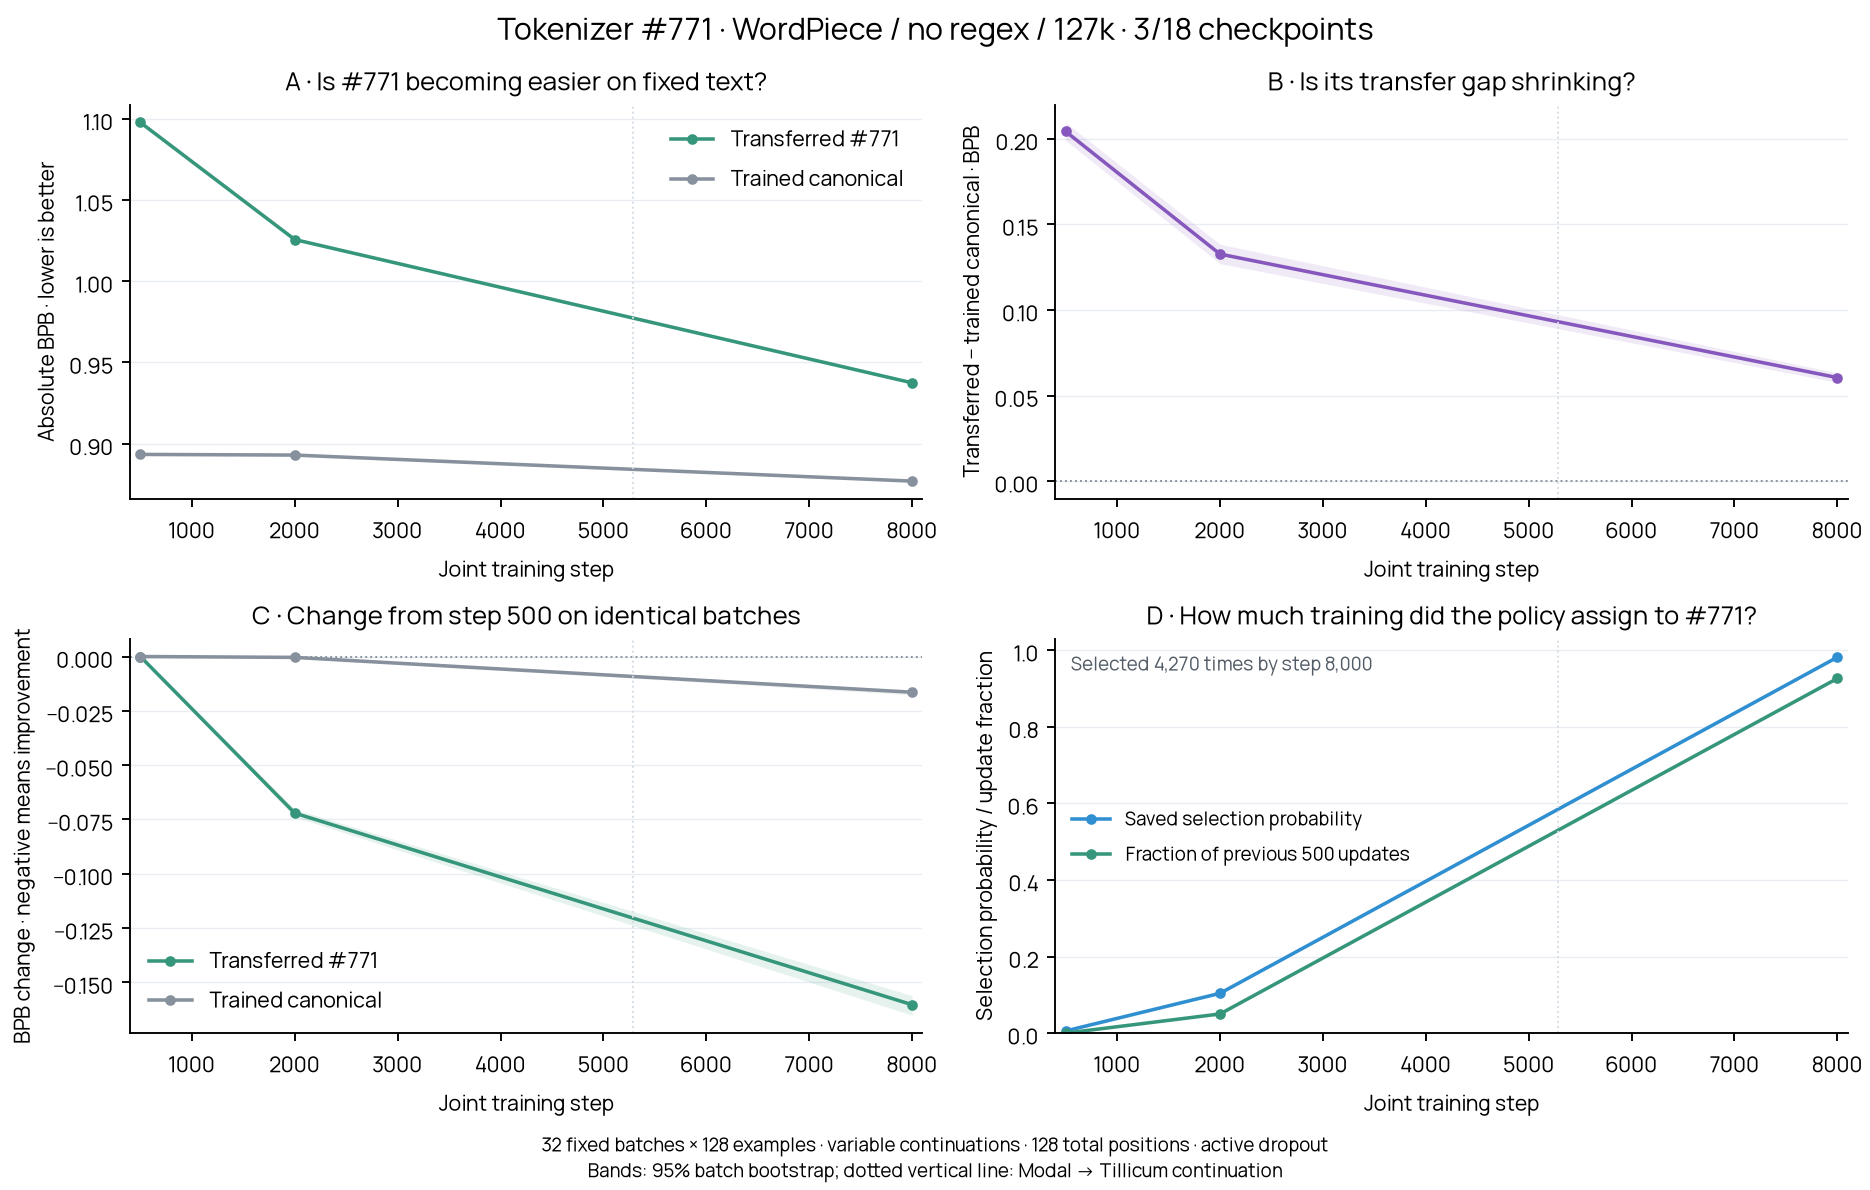 Tokenizer #771 · WordPiece / no regex / 127k · 3/18 checkpoints
A · Is #771 becoming easier on fixed text?
Absolute BPB · lower is better
1.10
1.05
1.00
0.95
0.90
Transferred #771
Trained canonical
1000 2000 3000 4000 5000 6000 7000 8000
Joint training step
B · Is its transfer gap shrinking?
Transferred − trained canonical · BPB
0.20
0.15
0.10
0.05
0.00
1000 2000 3000 4000 5000 6000 7000 8000
Joint training step
C · Change from step 500 on identical batches
BPB change · negative means improvement
0.000
−0.025
−0.050
−0.075
−0.100
−0.125
−0.150
Transferred #771
Trained canonical
1000 2000 3000 4000 5000 6000 7000 8000
Joint training step
D · How much training did the policy assign to #771?
Selection probability / update fraction
1.0
0.8
0.6
0.4
0.2
0.0
Selected 4,270 times by step 8,000
Saved selection probability
Fraction of previous 500 updates
1000 2000 3000 4000 5000 6000 7000 8000
Joint training step
32 fixed batches × 128 examples · variable continuations · 128 total positions · active dropout
Bands: 95% batch bootstrap; dotted vertical line: Modal → Tillicum continuation